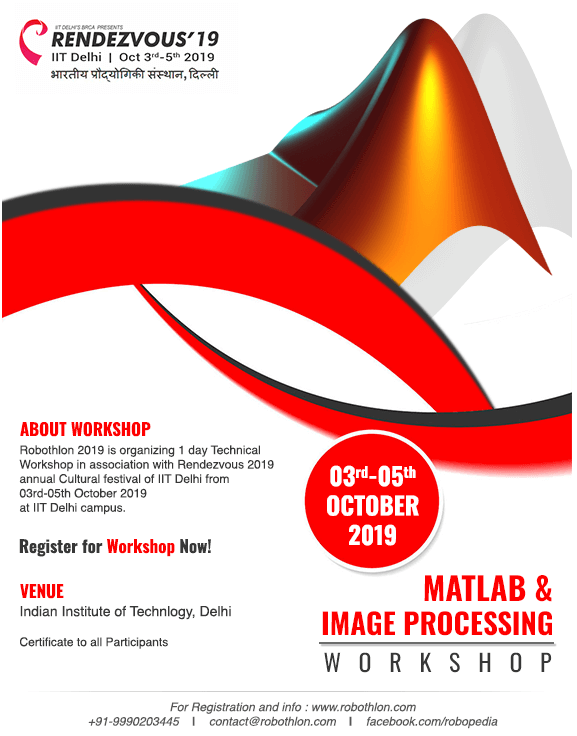 IIT DELHI'S BRCA PRESENTS
RENDEZVOUS'19
IIT Delhi | Oct 3rd-5th 2019
भारतीय प्रौद्योगिकी संस्थान, दिल्ली
ABOUT WORKSHOP
Robothlon 2019 is organizing 1 day Technical
Workshop in association with Rendezvous 2019
annual Cultural festival of IIT Delhi from
03rd-05th October 2019
at IIT Delhi campus.
Register for Workshop Now!
VENUE
Indian Institute of Technlogy, Delhi
Certificate to all Participants
03rd-05th
OCTOBER
2019
MATLAB &
IMAGE PROCESSING
WORKSHOP
For Registration and info : www.robothlon.com
+91-9990203445 I contact@robothlon.com I facebook.com/robopedia